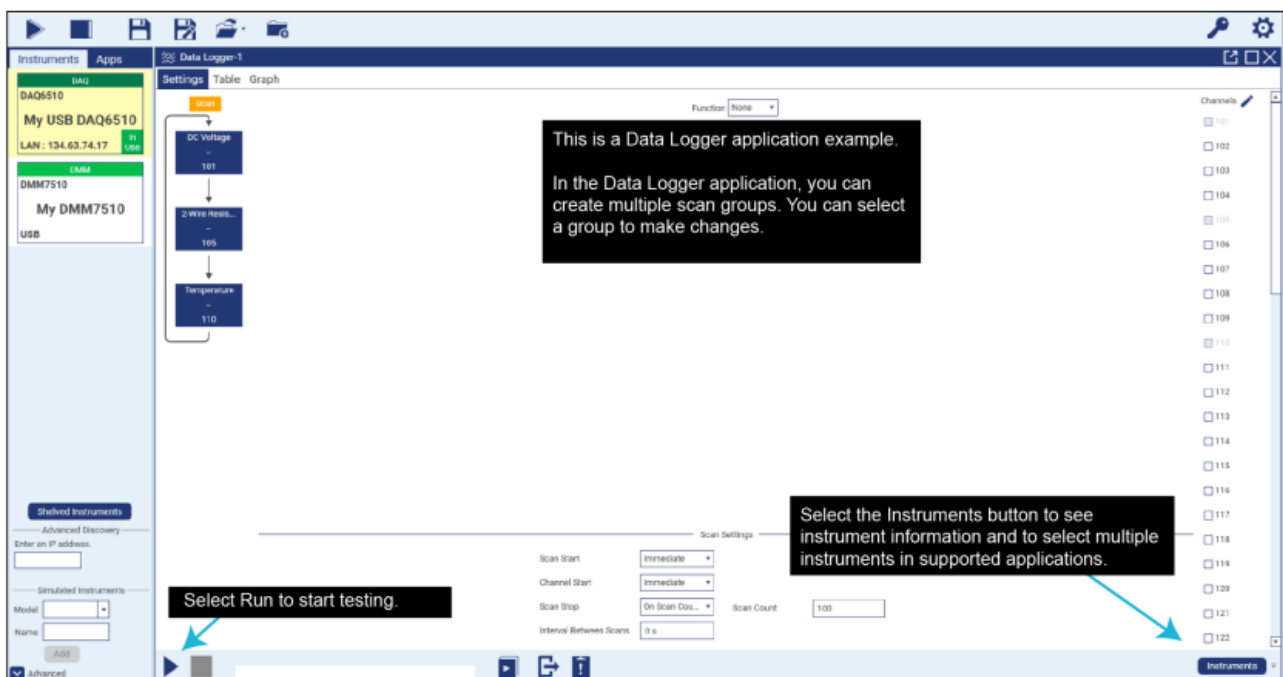 Instruments Apps
DAQ
DAQ6510
My USB DAQ6510
LAN : 134.63.74.17 In Use
DMM
DMM7510
My DMM7510
USB
Shelved Instruments
Advanced Discovery
Enter an IP address.
Simulated Instruments
Model
Name
Add
Advanced
Data Logger-1
Settings Table Graph
Scan
DC Voltage
–
101
2-Wire Resis...
–
105
Temperature
–
110
Function None
This is a Data Logger application example.
In the Data Logger application, you can
create multiple scan groups. You can select
a group to make changes.
Channels
101
102
103
104
105
106
107
108
109
110
111
112
113
114
115
116
117
118
119
120
121
122
Select the Instruments button to see
instrument information and to select multiple
instruments in supported applications.
Scan Settings
Scan Start Immediate
Channel Start Immediate
Scan Stop On Scan Cou... Scan Count 100
Interval Between Scans 0 s
Select Run to start testing.
Instruments